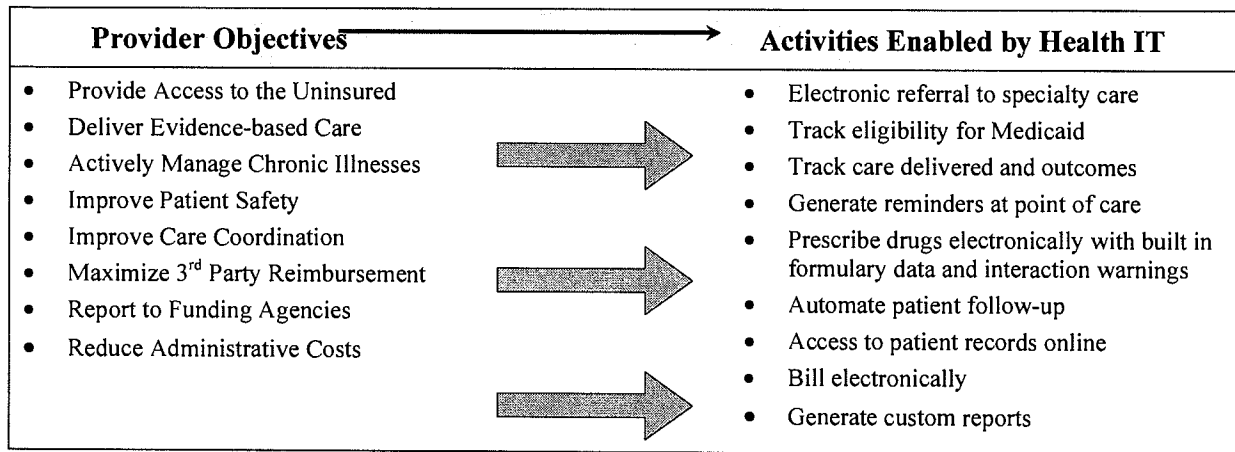 Provider Objectives
Activities Enabled by Health IT
• Provide Access to the Uninsured
• Deliver Evidence-based Care
• Actively Manage Chronic Illnesses
• Improve Patient Safety
• Improve Care Coordination
• Maximize 3rd Party Reimbursement
• Report to Funding Agencies
• Reduce Administrative Costs
• Electronic referral to specialty care
• Track eligibility for Medicaid
• Track care delivered and outcomes
• Generate reminders at point of care
• Prescribe drugs electronically with built in
formulary data and interaction warnings
• Automate patient follow-up
• Access to patient records online
• Bill electronically
• Generate custom reports